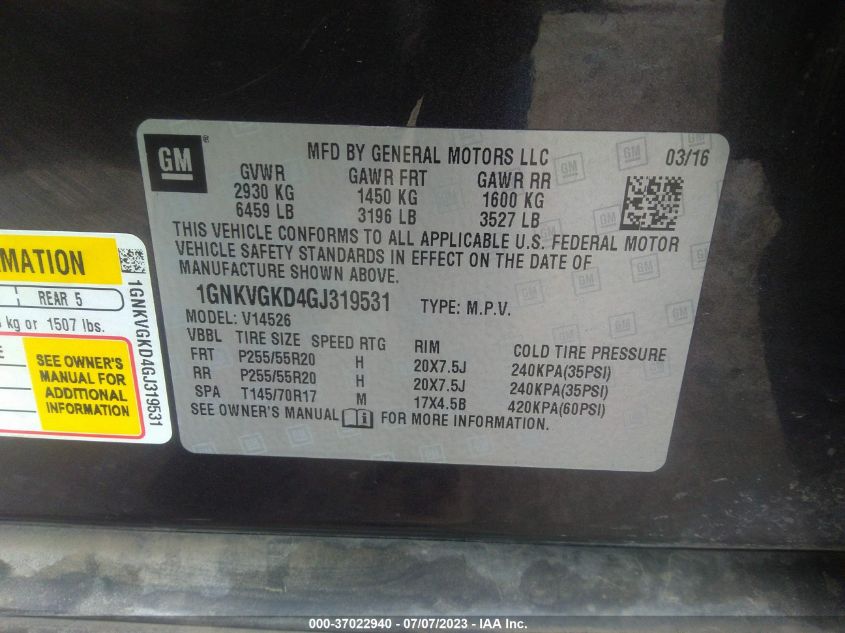 GM
®
MFD BY GENERAL MOTORS LLC 03/16
GVWR GAWR FRT GAWR RR
2930 KG 1450 KG 1600 KG
6459 LB 3196 LB 3527 LB
THIS VEHICLE CONFORMS TO ALL APPLICABLE U.S. FEDERAL MOTOR
VEHICLE SAFETY STANDARDS IN EFFECT ON THE DATE OF
MANUFACTURE SHOWN ABOVE.
1GNKVGKD4GJ319531 TYPE: M.P.V.
MODEL: V14526
VBBL TIRE SIZE SPEED RTG RIM COLD TIRE PRESSURE
FRT P255/55R20 H 20X7.5J 240KPA(35PSI)
RR P255/55R20 H 20X7.5J 240KPA(35PSI)
SPA T145/70R17 M 17X4.5B 420KPA(60PSI)
SEE OWNER'S MANUAL FOR MORE INFORMATION.
MATION
REAR 5
kg or 1507 lbs.
SEE OWNER'S
MANUAL FOR
ADDITIONAL
INFORMATION
1GNKVGKD4GJ319531
000-37022940 - 07/07/2023 - IAA Inc.